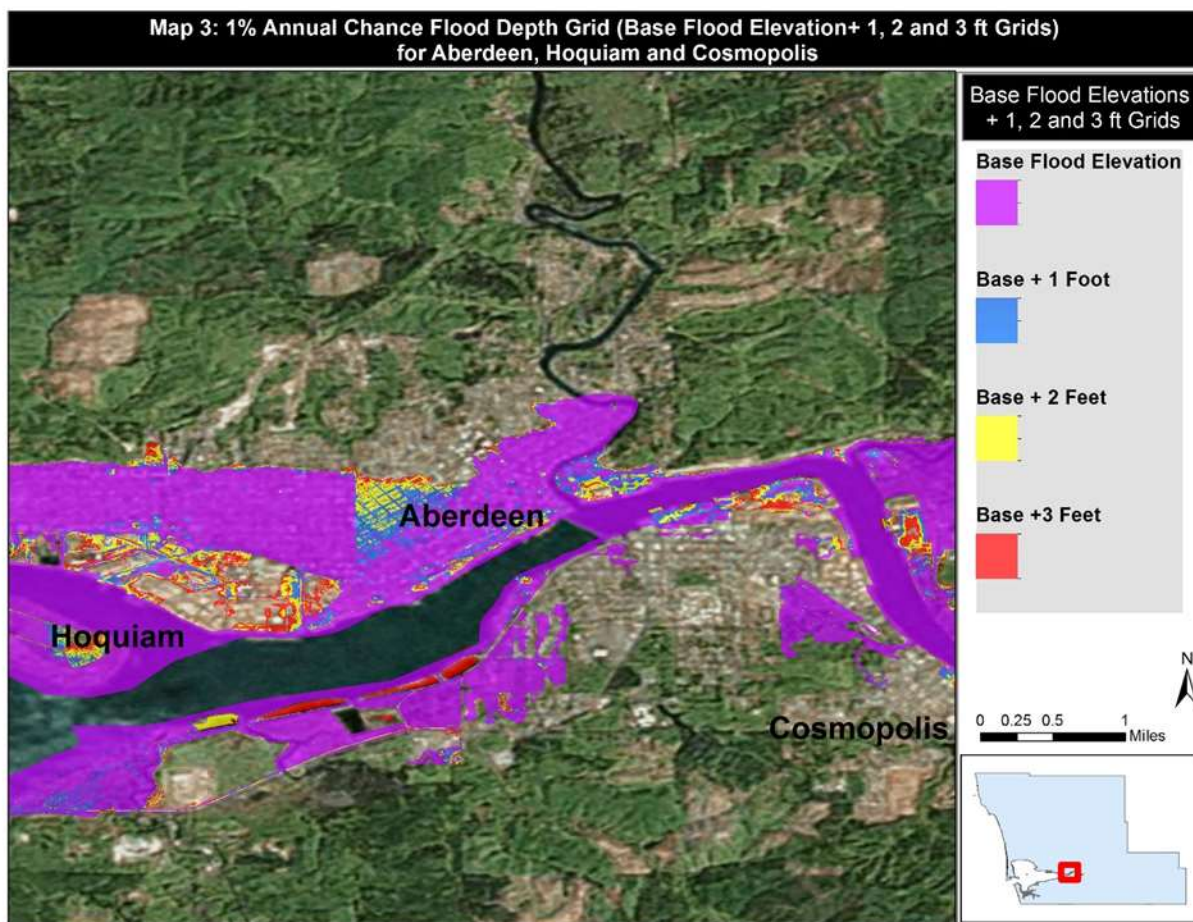 Map 3: 1% Annual Chance Flood Depth Grid (Base Flood Elevation+ 1, 2 and 3 ft Grids)
for Aberdeen, Hoquiam and Cosmopolis
Base Flood Elevations
+ 1, 2 and 3 ft Grids
Base Flood Elevation
Base + 1 Foot
Base + 2 Feet
Base +3 Feet
Aberdeen
Hoquiam
Cosmopolis
N
0 0.25 0.5 1
Miles